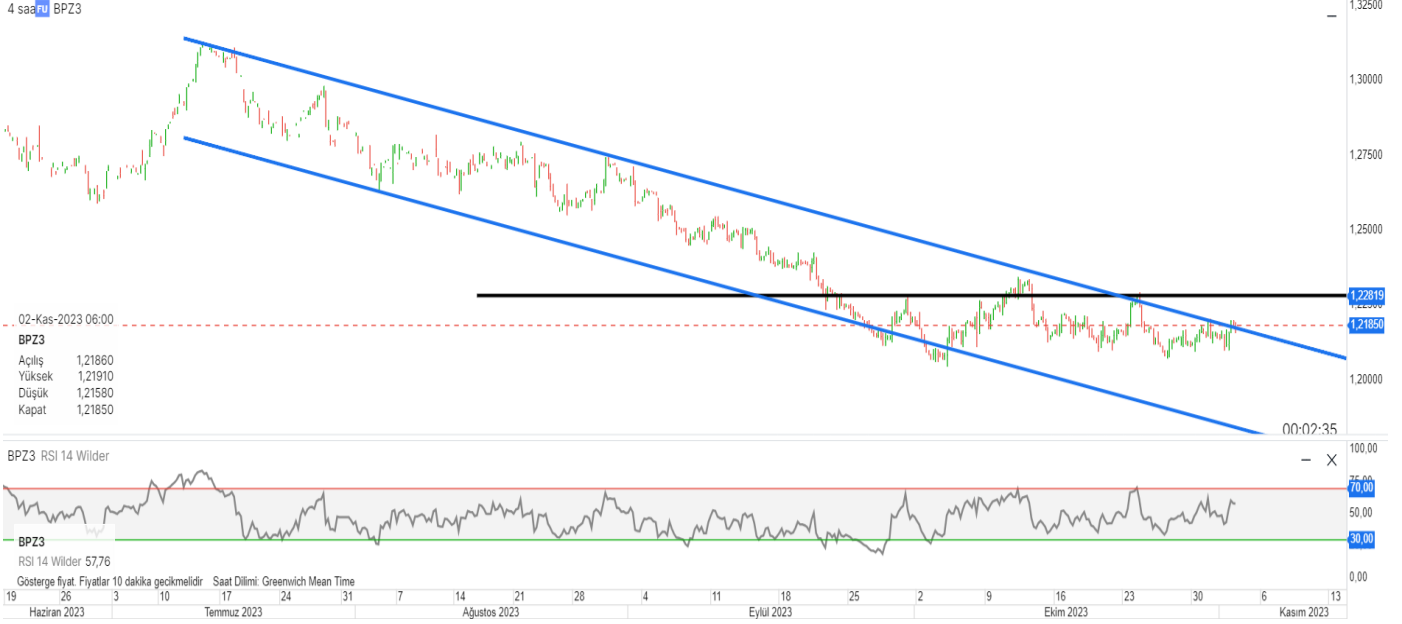 4 saa FU BPZ3
1,32500
1,30000
1,27500
1,25000
1,22819
1,21850
1,20000
02-Kas-2023 06:00
BPZ3
Açılış 1,21860
Yüksek 1,21910
Düşük 1,21580
Kapat 1,21850
00:02:35
BPZ3 RSI 14 Wilder
100,00
70,00
50,00
30,00
0,00
BPZ3
RSI 14 Wilder 57,76
Gösterge fiyat. Fiyatlar 10 dakika gecikmelidir Saat Dilimi: Greenwich Mean Time
19 26 3 10 17 24 31 7 14 21 28 4 11 18 25 2 9 16 23 30 6 13
Haziran 2023 Temmuz 2023 Ağustos 2023 Eylül 2023 Ekim 2023 Kasım 2023